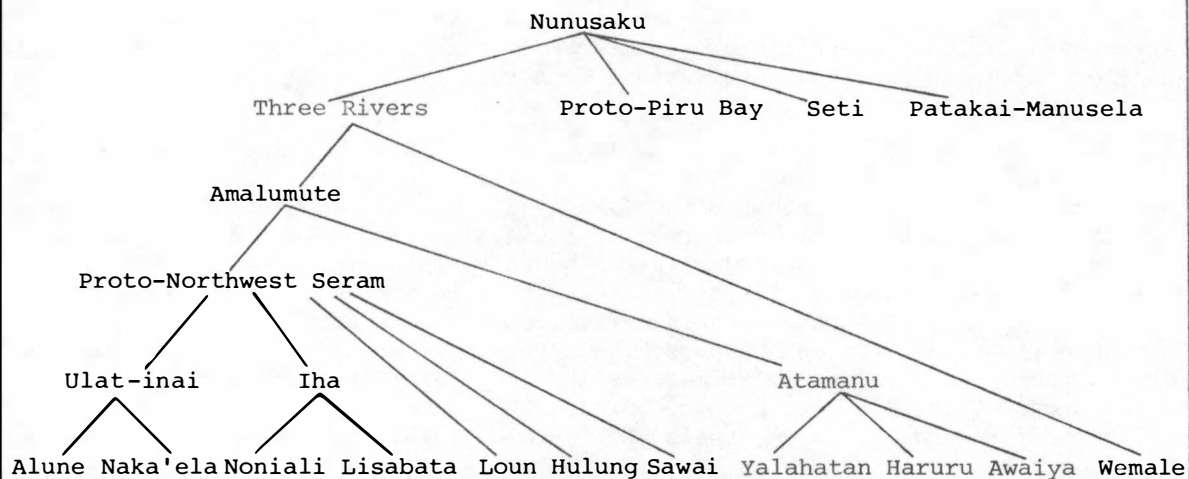 Nunusaku
Three Rivers Proto-Piru Bay Seti Patakai-Manusela
Amalumute
Proto-Northwest Seram
Ulat-inai Iha Atamanu
Alune Naka'ela Noniali Lisabata Loun Hulung Sawai Yalahatan Haruru Awaiya Wemale